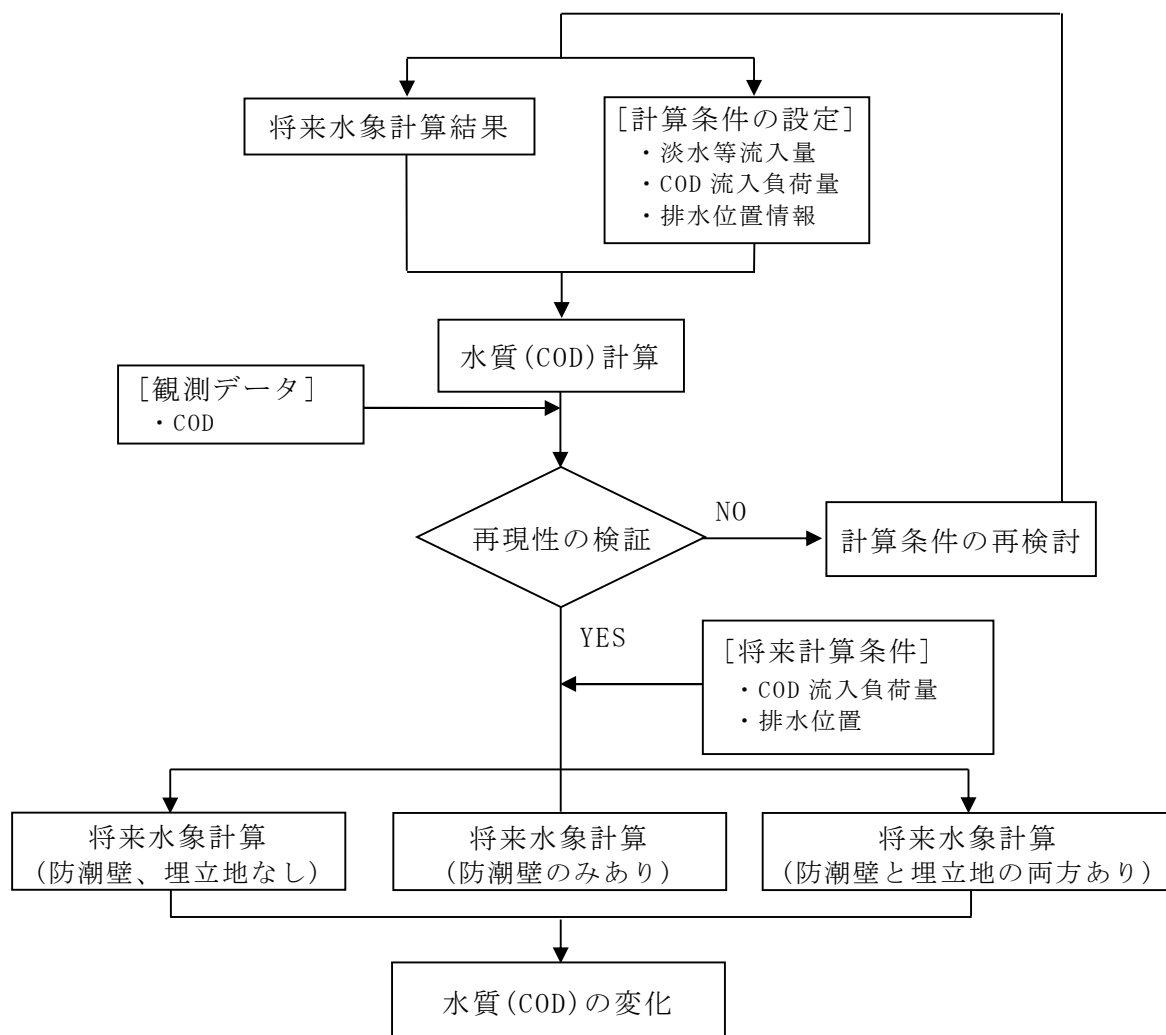 将来水象計算結果
[計算条件の設定]
・淡水等流入量
・COD 流入負荷量
・排水位置情報
水質(COD)計算
[観測データ]
・COD
再現性の検証
NO
計算条件の再検討
YES
[将来計算条件]
・COD 流入負荷量
・排水位置
将来水象計算
(防潮壁、埋立地なし)
将来水象計算
(防潮壁のみあり)
将来水象計算
(防潮壁と埋立地の両方あり)
水質(COD)の変化